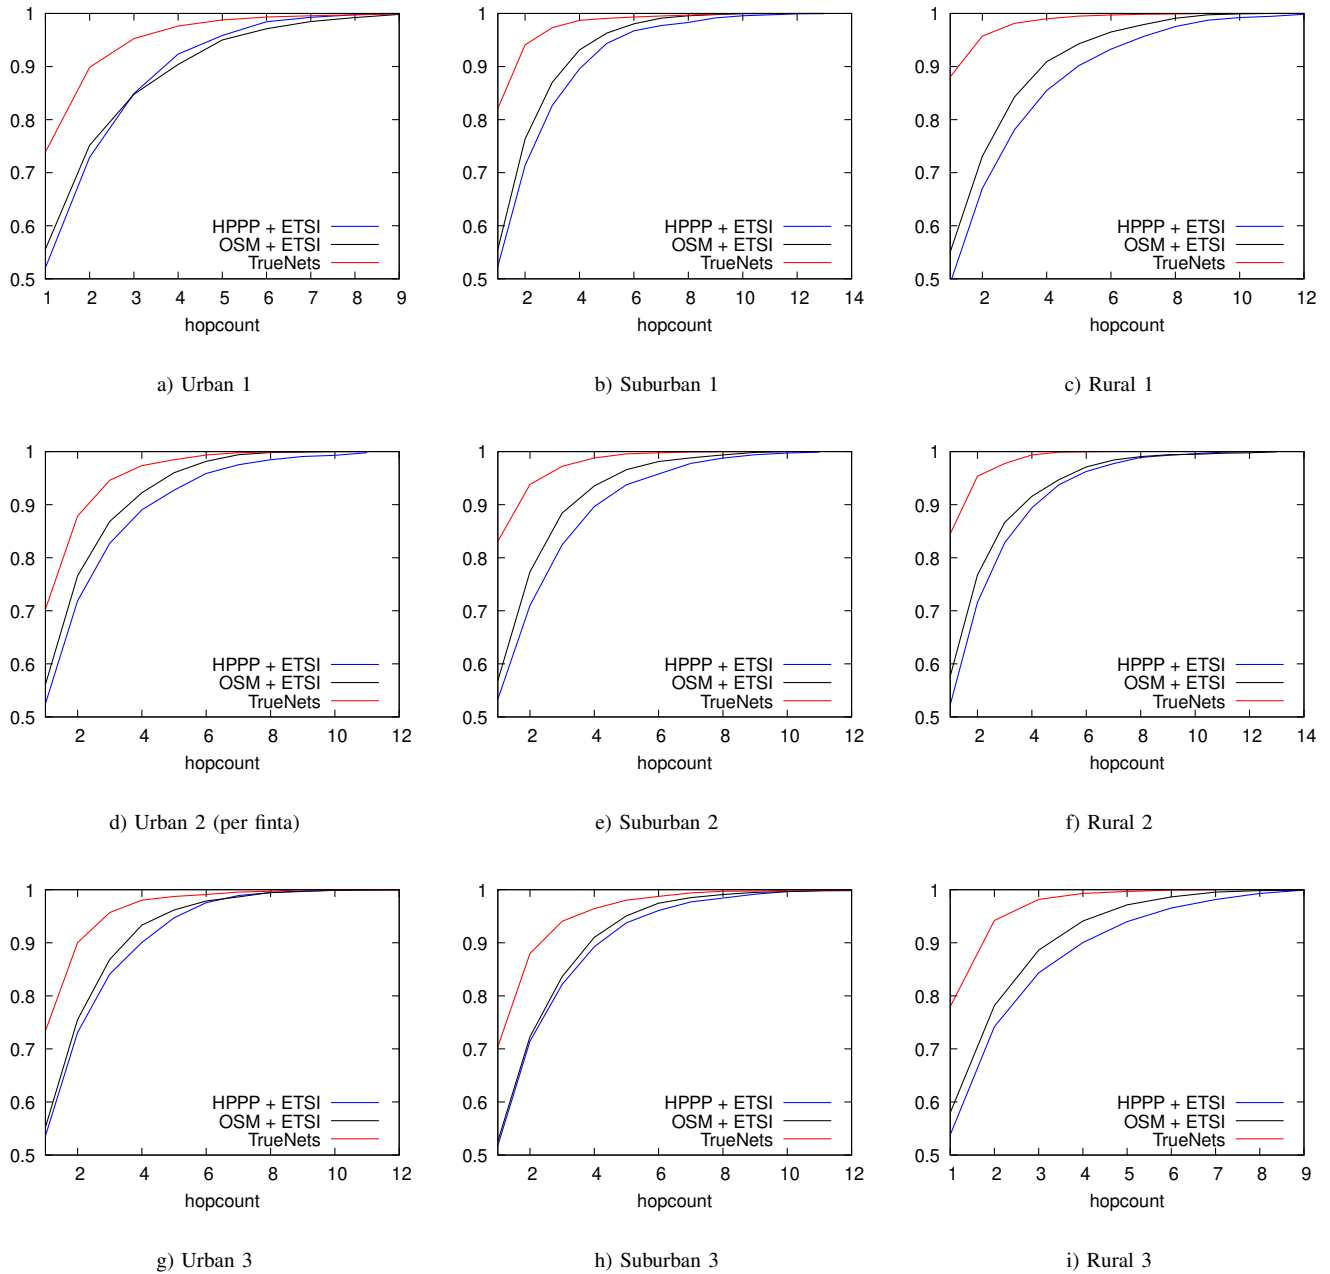 1
0.9
0.8
0.7
0.6
0.5
HPPP + ETSI
OSM + ETSI
TrueNets
1 2 3 4 5 6 7 8 9
hopcount
a) Urban 1
1
0.9
0.8
0.7
0.6
0.5
HPPP + ETSI
OSM + ETSI
TrueNets
2 4 6 8 10 12 14
hopcount
b) Suburban 1
1
0.9
0.8
0.7
0.6
0.5
HPPP + ETSI
OSM + ETSI
TrueNets
2 4 6 8 10 12
hopcount
c) Rural 1
1
0.9
0.8
0.7
0.6
0.5
HPPP + ETSI
OSM + ETSI
TrueNets
2 4 6 8 10 12
hopcount
d) Urban 2 (per finta)
1
0.9
0.8
0.7
0.6
0.5
HPPP + ETSI
OSM + ETSI
TrueNets
2 4 6 8 10 12
hopcount
e) Suburban 2
1
0.9
0.8
0.7
0.6
0.5
HPPP + ETSI
OSM + ETSI
TrueNets
2 4 6 8 10 12 14
hopcount
f) Rural 2
1
0.9
0.8
0.7
0.6
0.5
HPPP + ETSI
OSM + ETSI
TrueNets
2 4 6 8 10 12
hopcount
g) Urban 3
1
0.9
0.8
0.7
0.6
0.5
HPPP + ETSI
OSM + ETSI
TrueNets
2 4 6 8 10 12
hopcount
h) Suburban 3
1
0.9
0.8
0.7
0.6
0.5
HPPP + ETSI
OSM + ETSI
TrueNets
1 2 3 4 5 6 7 8 9
hopcount
i) Rural 3